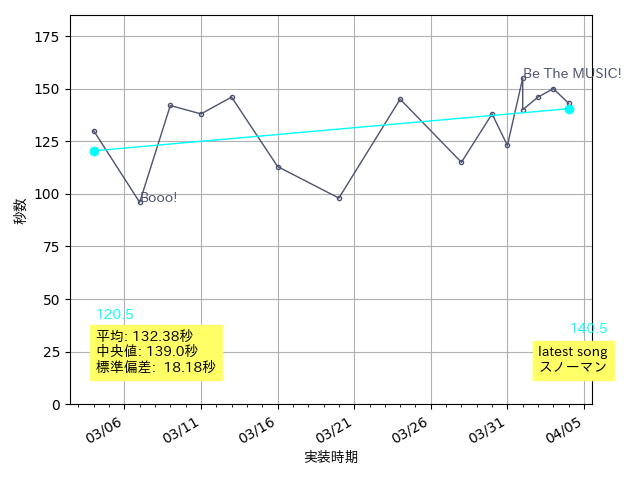 175
150
125
100
75
50
25
0
秒数
Be The MUSIC!
Booo!
120.5
140.5
平均: 132.38秒
中央値: 139.0秒
標準偏差:  18.18秒
latest song
スノーマン
03/06
03/11
03/16
03/21
03/26
03/31
04/05
実装時期